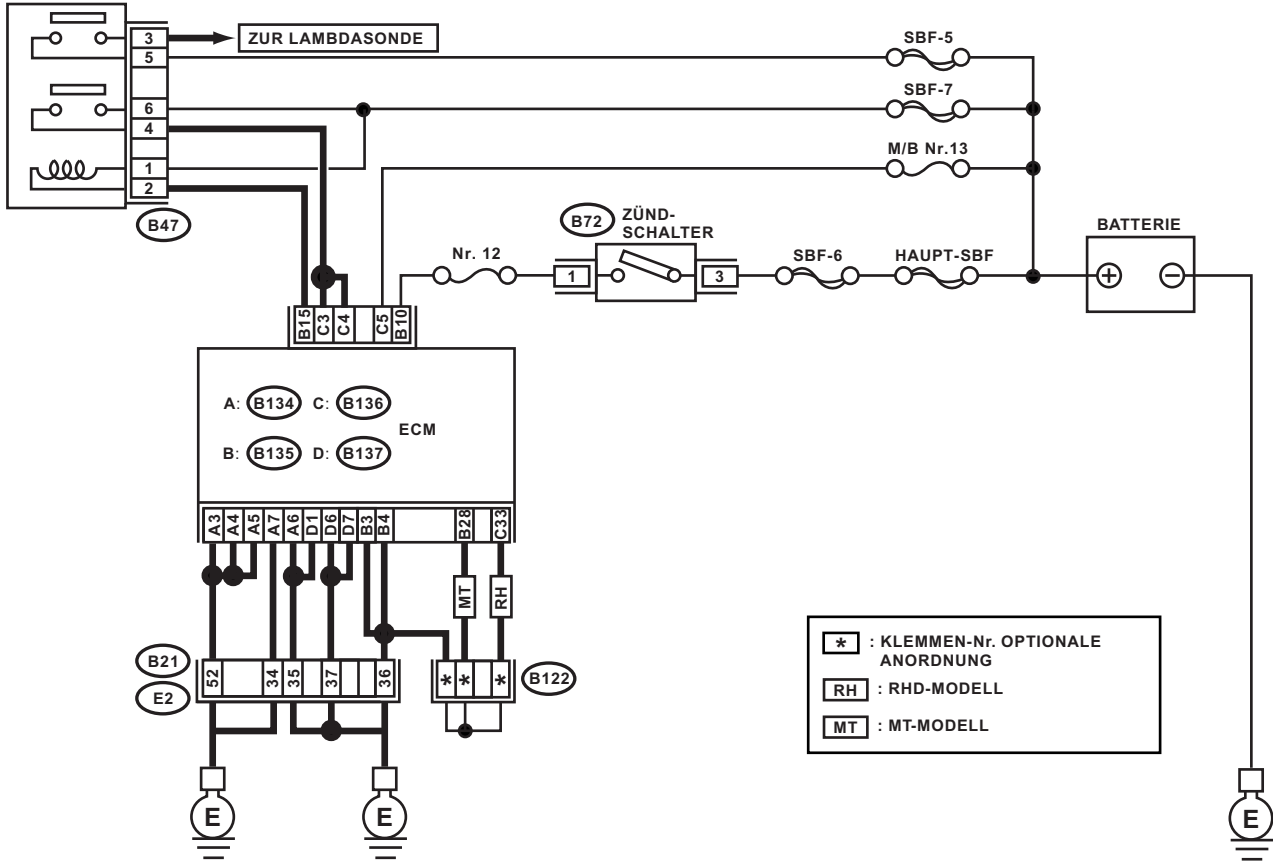 3
ZUR LAMBDASONDE
5
SBF-5
6
SBF-7
4
M/B Nr.13
1
2
B47
B72
ZÜND-
SCHALTER
BATTERIE
Nr. 12
1
3
SBF-6
HAUPT-SBF
+
−
B15
C3
C4
C5
B10
A: B134 C: B136
ECM
B: B135 D: B137
A3
A4
A5
A7
A6
D1
D6
D7
B3
B4
B28
C33
MT
RH
B21
E2
52
34
35
37
36
*
*
*
B122
* : KLEMMEN-Nr. OPTIONALE
ANORDNUNG
RH : RHD-MODELL
MT : MT-MODELL
E
E
E